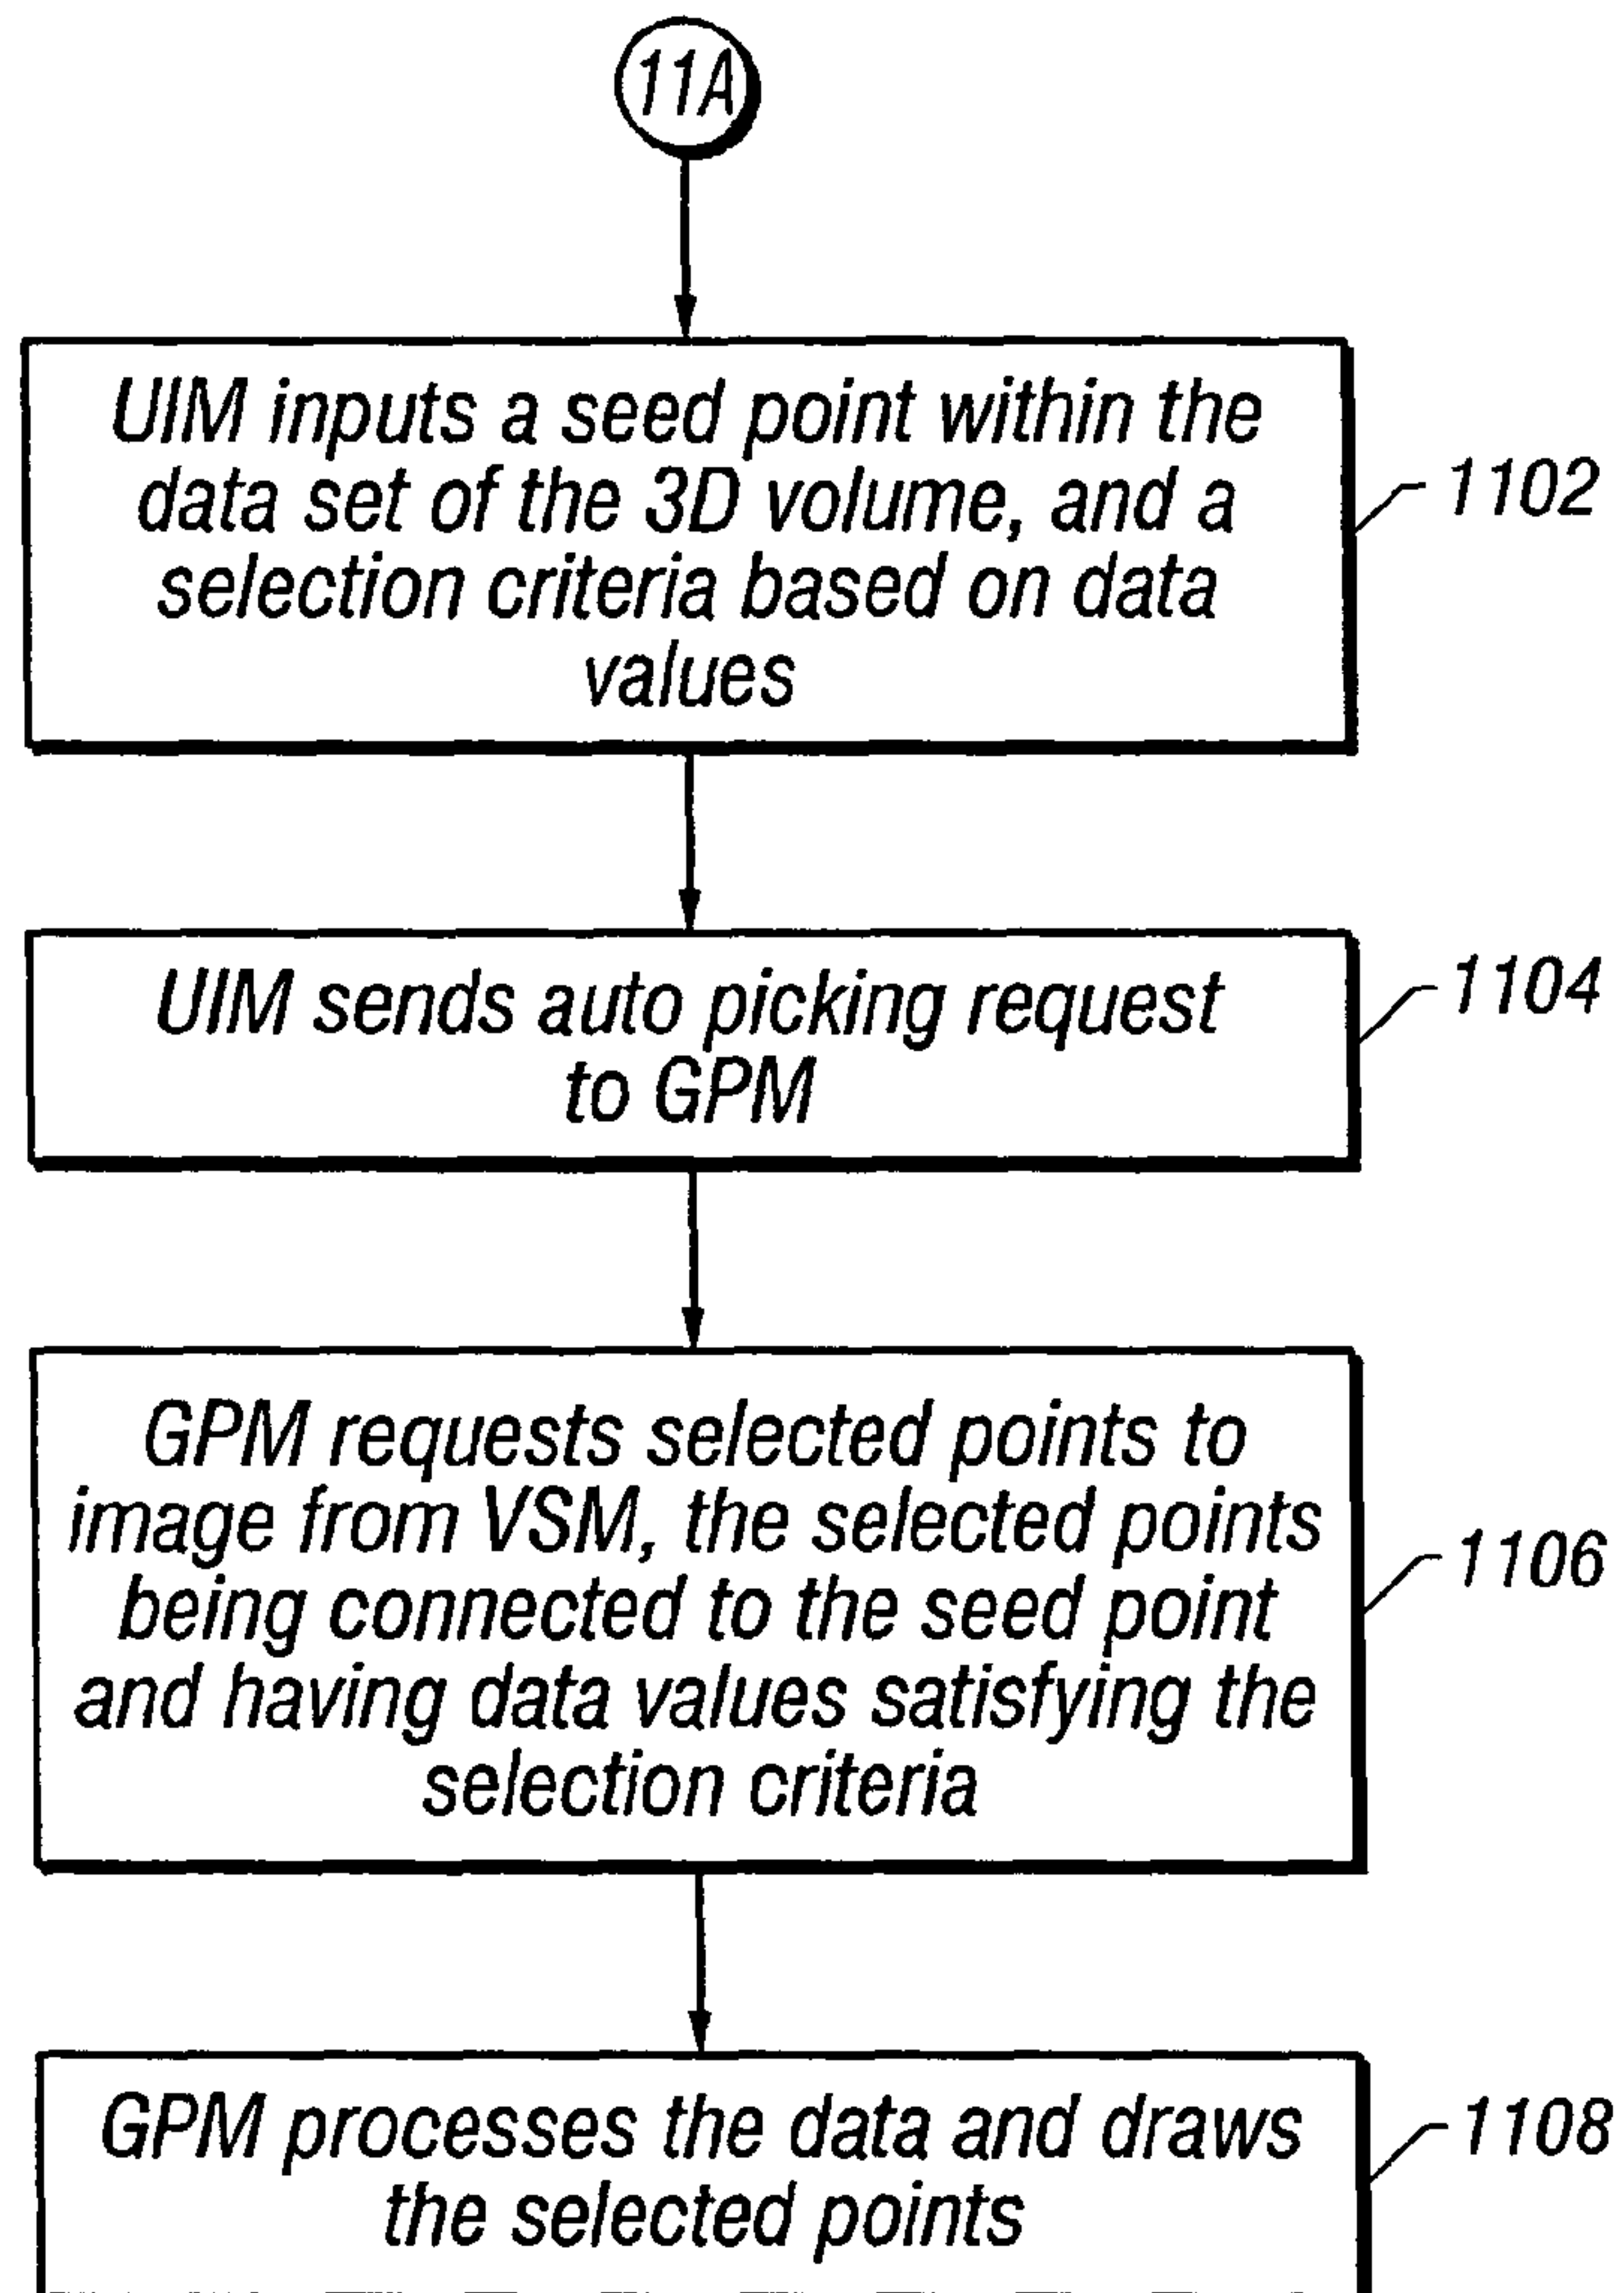 11A
UIM inputs a seed point within the
data set of the 3D volume, and a
selection criteria based on data
values
1102
UIM sends auto picking request
to GPM
1104
GPM requests selected points to
image from VSM, the selected points
being connected to the seed point
and having data values satisfying the
selection criteria
1106
GPM processes the data and draws
the selected points
1108